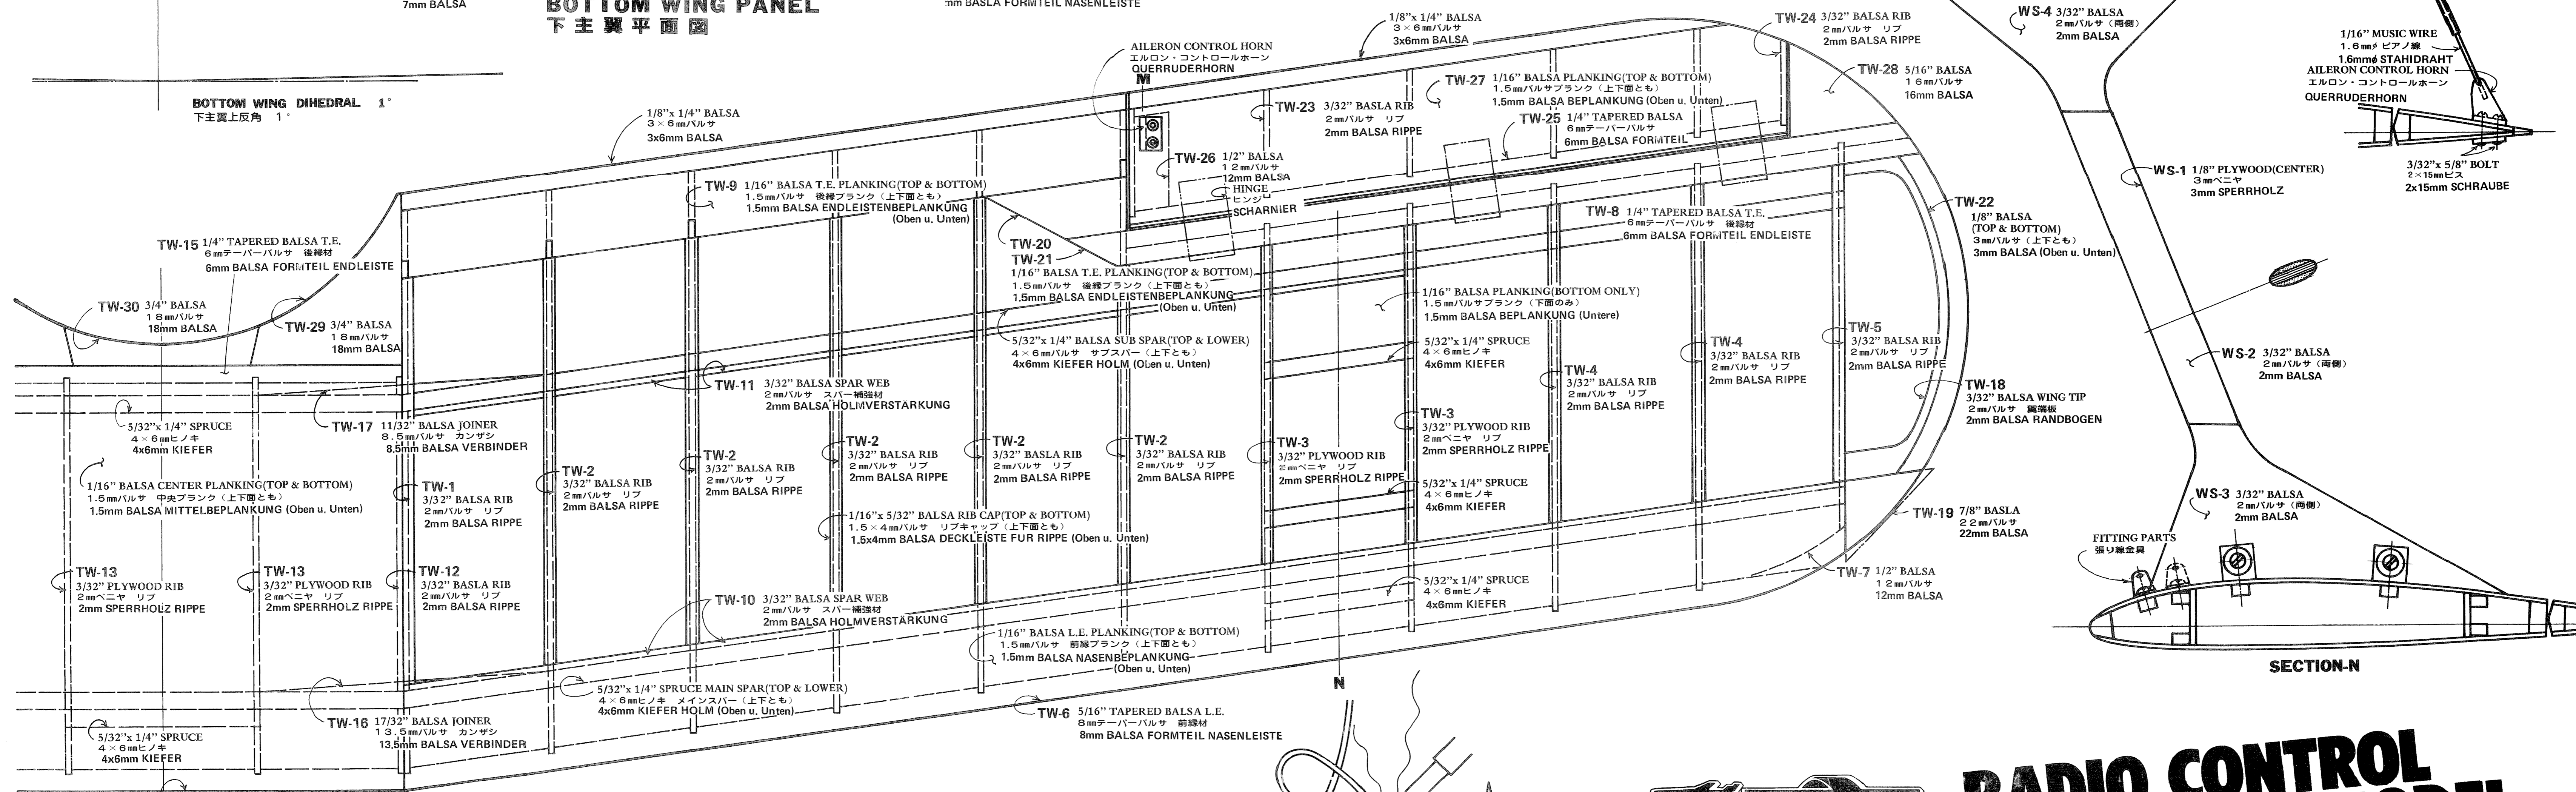 7mm BALSA
BOTTOM WING PANEL
下主翼平面図
mm BASLA FORMTEIL NASENLEISTE
BOTTOM WING DIHEDRAL 1°
下主翼上反角 1°
1/8"x 1/4" BALSA
3×6㎜バルサ
3x6mm BALSA
AILERON CONTROL HORN
エルロン・コントロールホーン
QUERRUDERHORN
M
1/8"x 1/4" BALSA
3×6㎜バルサ
3x6mm BALSA
TW-24 3/32" BALSA RIB
2㎜バルサ リブ
2mm BALSA RIPPE
TW-27 1/16" BALSA PLANKING(TOP & BOTTOM)
1.5㎜バルサプランク（上下面とも）
1.5mm BALSA BEPLANKUNG (Oben u. Unten)
TW-28 5/16" BALSA
16㎜バルサ
16mm BALSA
TW-23 3/32" BASLA RIB
2㎜バルサ リブ
2mm BALSA RIPPE
TW-25 1/4" TAPERED BALSA
6㎜テーパーバルサ
6mm BALSA FORMTEIL
TW-26 1/2" BALSA
12㎜バルサ
12mm BALSA
HINGE
ヒンジ
SCHARNIER
TW-9 1/16" BALSA T.E. PLANKING(TOP & BOTTOM)
1.5㎜バルサ 後縁プランク（上下面とも）
1.5mm BALSA ENDLEISTENBEPLANKUNG
(Oben u. Unten)
TW-8 1/4" TAPERED BALSA T.E.
6㎜テーパーバルサ 後縁材
6mm BALSA FORMTEIL ENDLEISTE
TW-22
1/8" BALSA
(TOP & BOTTOM)
3㎜バルサ（上下とも）
3mm BALSA (Oben u. Unten)
TW-15 1/4" TAPERED BALSA T.E.
6㎜テーパーバルサ 後縁材
6mm BALSA FORMTEIL ENDLEISTE
TW-20
TW-21
1/16" BALSA T.E. PLANKING(TOP & BOTTOM)
1.5㎜バルサ 後縁プランク（上下面とも）
1.5mm BALSA ENDLEISTENBEPLANKUNG
(Oben u. Unten)
TW-30 3/4" BALSA
18㎜バルサ
18mm BALSA
TW-29 3/4" BALSA
18㎜バルサ
18mm BALSA
1/16" BALSA PLANKING(BOTTOM ONLY)
1.5㎜バルサプランク（下面のみ）
1.5mm BALSA BEPLANKUNG (Untere)
5/32"x 1/4" BALSA SUB SPAR(TOP & LOWER)
4×6㎜バルサ サブスパー（上下とも）
4x6mm KIEFER HOLM (Oben u. Unten)
5/32"x 1/4" SPRUCE
4×6㎜ヒノキ
4x6mm KIEFER
TW-4
3/32" BALSA RIB
2㎜バルサ リブ
2mm BALSA RIPPE
TW-5
3/32" BALSA RIB
2㎜バルサ リブ
2mm BALSA RIPPE
TW-4
3/32" BALSA RIB
2㎜バルサ リブ
2mm BALSA RIPPE
TW-18
3/32" BALSA WING TIP
2㎜バルサ 翼端板
2mm BALSA RANDBOGEN
TW-11 3/32" BALSA SPAR WEB
2㎜バルサ スパー補強材
2mm BALSA HOLMVERSTÄRKUNG
5/32"x 1/4" SPRUCE
4×6㎜ヒノキ
4x6mm KIEFER
TW-17 11/32" BALSA JOINER
8.5㎜バルサ カンザシ
8.5mm BALSA VERBINDER
TW-3
3/32" PLYWOOD RIB
2㎜ベニヤ リブ
2mm SPERRHOLZ RIPPE
TW-2
3/32" BALSA RIB
2㎜バルサ リブ
2mm BALSA RIPPE
TW-2
3/32" BASLA RIB
2㎜バルサ リブ
2mm BALSA RIPPE
TW-2
3/32" BALSA RIB
2㎜バルサ リブ
2mm BALSA RIPPE
TW-3
3/32" PLYWOOD RIB
2㎜ベニヤ リブ
2mm SPERRHOLZ RIPPE
TW-2
3/32" BALSA RIB
2㎜バルサ リブ
2mm BALSA RIPPE
TW-2
3/32" BALSA RIB
2㎜バルサ リブ
2mm BALSA RIPPE
TW-1
3/32" BALSA RIB
2㎜バルサ リブ
2mm BALSA RIPPE
1/16" BALSA CENTER PLANKING(TOP & BOTTOM)
1.5㎜バルサ 中央プランク（上下面とも）
1.5mm BALSA MITTELBEPLANKUNG (Oben u. Unten)
5/32"x 1/4" SPRUCE
4×6㎜ヒノキ
4x6mm KIEFER
1/16"x 5/32" BALSA RIB CAP(TOP & BOTTOM)
1.5×4㎜バルサ リブキャップ（上下面とも）
1.5x4mm BALSA DECKLEISTE FUR RIPPE (Oben u. Unten)
TW-19 7/8" BASLA
22㎜バルサ
22mm BALSA
TW-13
3/32" PLYWOOD RIB
2㎜ベニヤ リブ
2mm SPERRHOLZ RIPPE
TW-13
3/32" PLYWOOD RIB
2㎜ベニヤ リブ
2mm SPERRHOLZ RIPPE
TW-12
3/32" BASLA RIB
2㎜バルサ リブ
2mm BALSA RIPPE
5/32"x 1/4" SPRUCE
4×6㎜ヒノキ
4x6mm KIEFER
TW-7 1/2" BALSA
12㎜バルサ
12mm BALSA
TW-10 3/32" BALSA SPAR WEB
2㎜バルサ スパー補強材
2mm BALSA HOLMVERSTÄRKUNG
1/16" BALSA L.E. PLANKING(TOP & BOTTOM)
1.5㎜バルサ 前縁プランク（上下面とも）
1.5mm BALSA NASENBEPLANKUNG
(Oben u. Unten)
N
5/32"x 1/4" SPRUCE MAIN SPAR(TOP & LOWER)
4×6㎜ヒノキ メインスパー（上下とも）
4x6mm KIEFER HOLM (Oben u. Unten)
TW-6 5/16" TAPERED BALSA L.E.
8㎜テーパーバルサ 前縁材
8mm BALSA FORMTEIL NASENLEISTE
TW-16 17/32" BALSA JOINER
13.5㎜バルサ カンザシ
13.5mm BALSA VERBINDER
5/32"x 1/4" SPRUCE
4×6㎜ヒノキ
4x6mm KIEFER
WS-4 3/32" BALSA
2㎜バルサ（両側）
2mm BALSA
1/16" MUSIC WIRE
1.6㎜φ ピアノ線
1.6mmφ STAHIDRAHT
AILERON CONTROL HORN
エルロン・コントロールホーン
QUERRUDERHORN
3/32"x 5/8" BOLT
2×15㎜ビス
2x15mm SCHRAUBE
WS-1 1/8" PLYWOOD(CENTER)
3㎜ベニヤ
3mm SPERRHOLZ
WS-2 3/32" BALSA
2㎜バルサ（両側）
2mm BALSA
WS-3 3/32" BALSA
2㎜バルサ（両側）
2mm BALSA
FITTING PARTS
張り線金具
SECTION-N
RADIO CONTROL